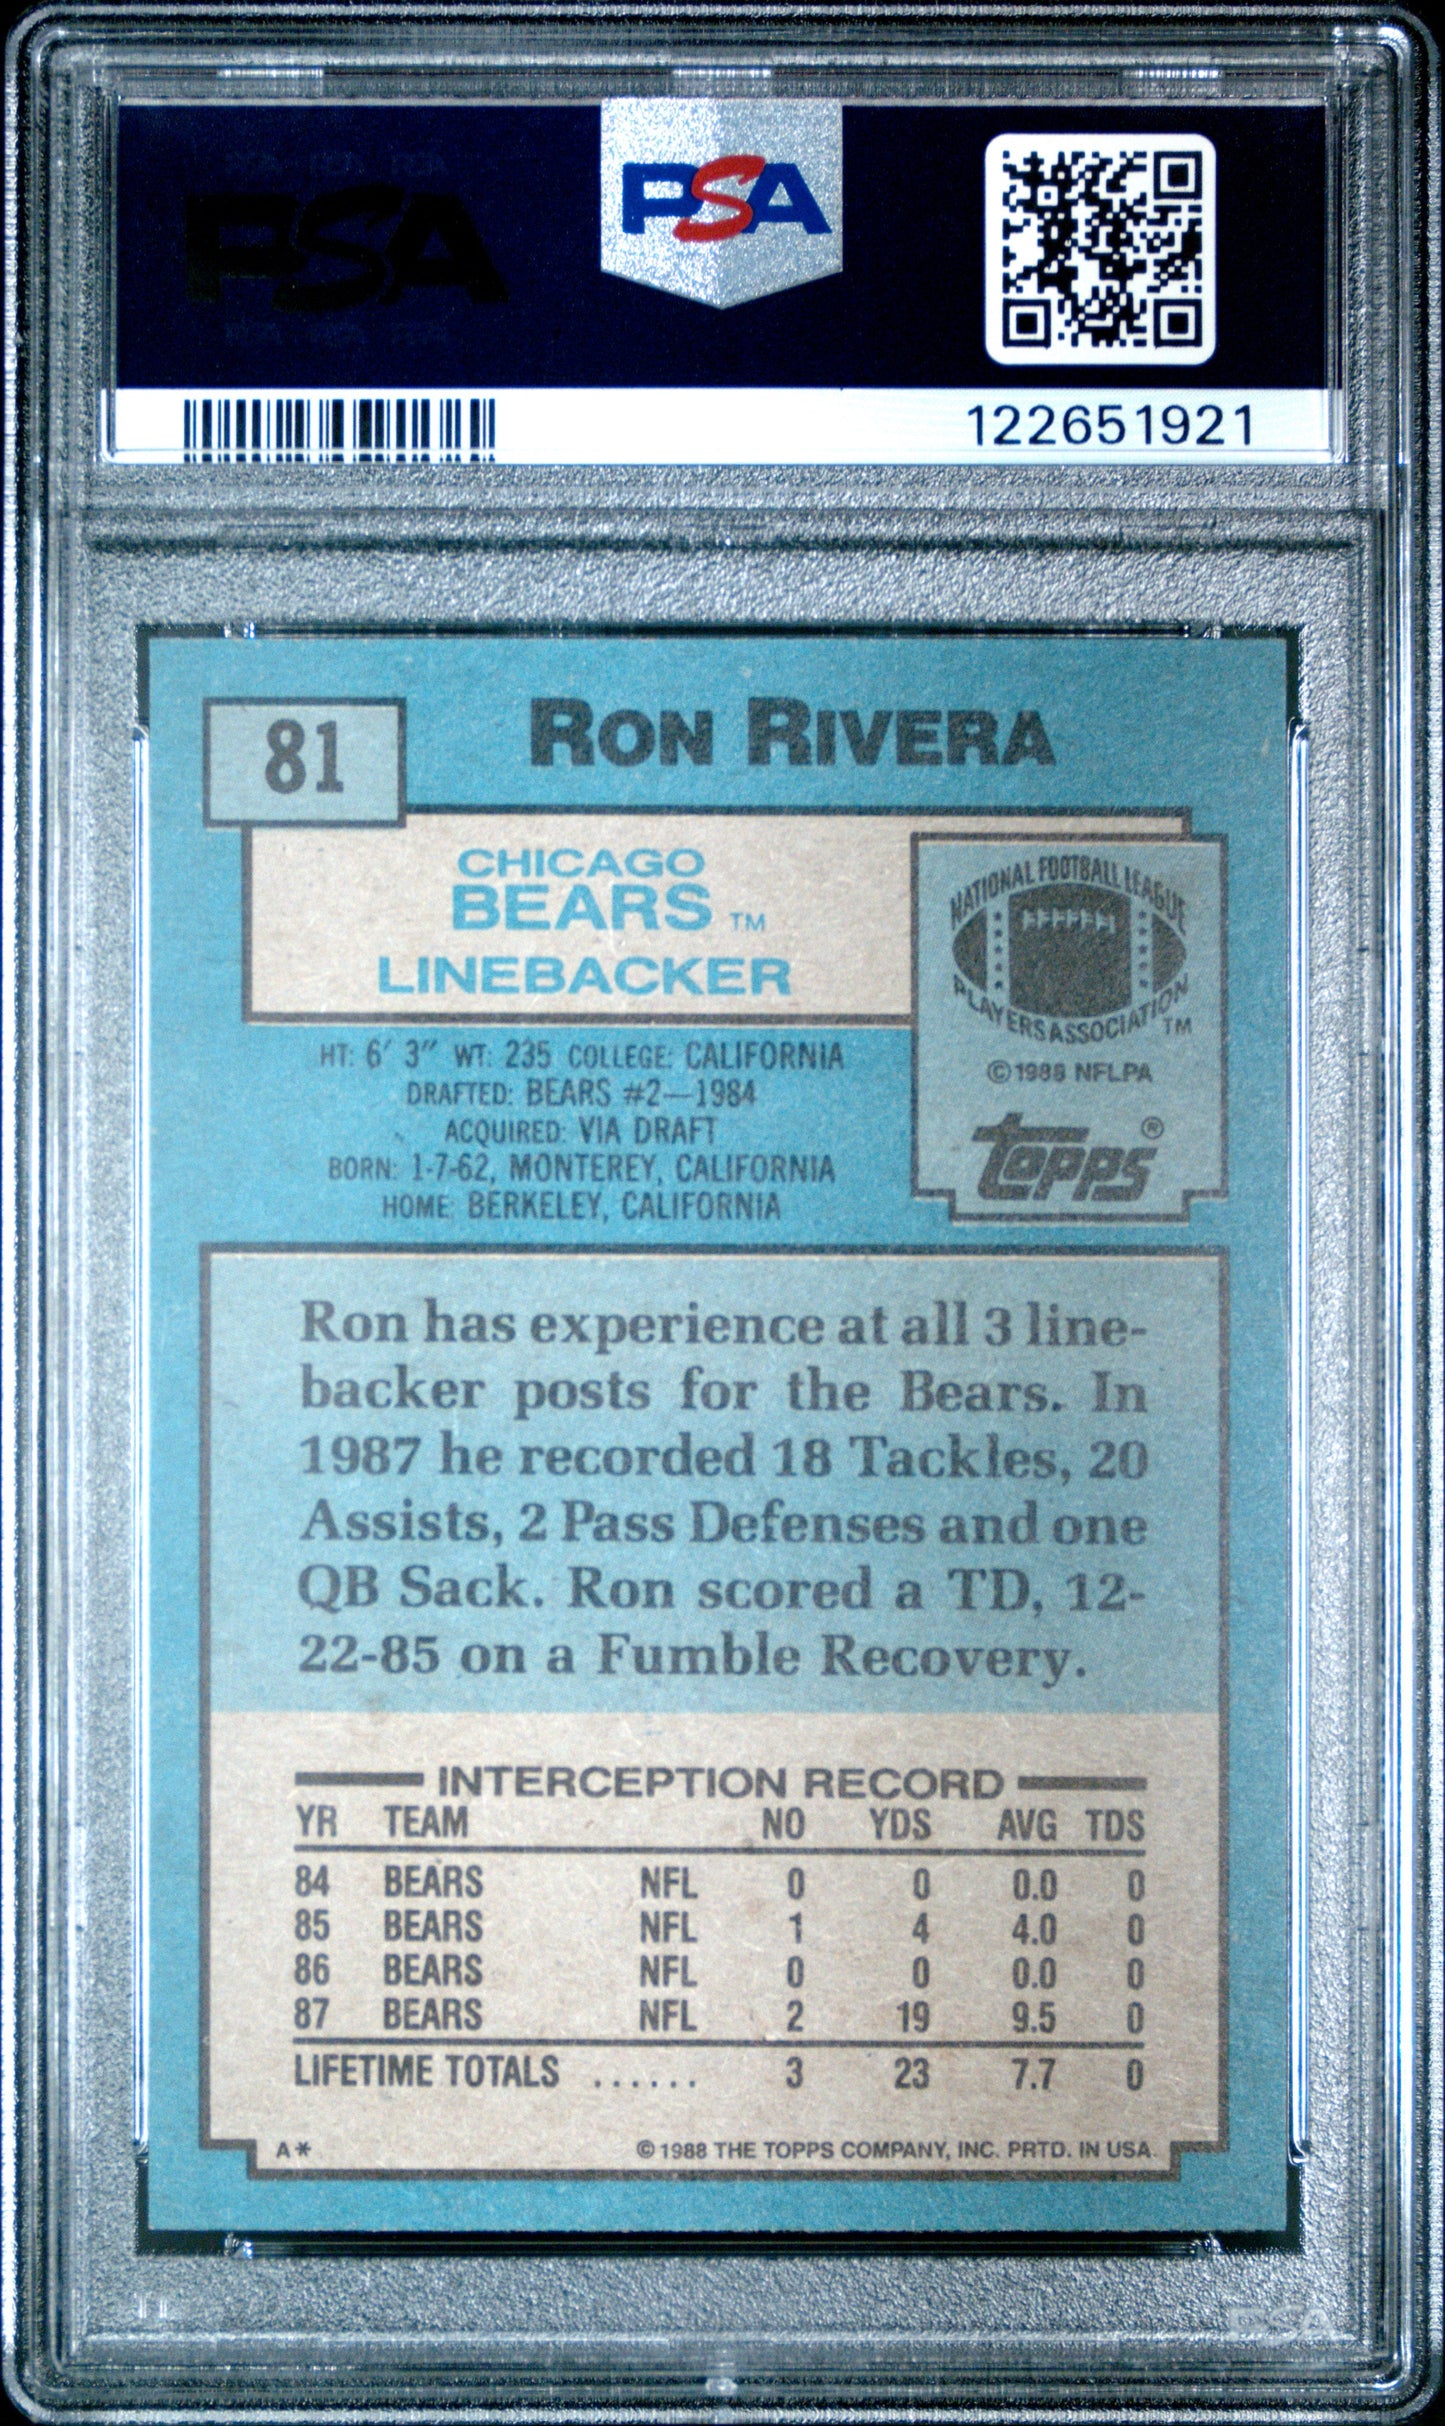 PSA
PSA
122651921
81
RON RIVERA
CHICAGO
BEARS TM
LINEBACKER
NATIONAL FOOTBALL LEAGUE
PLAYERS ASSOCIATION TM
©1988 NFLPA
topps ®
HT: 6' 3" WT: 235 COLLEGE: CALIFORNIA
DRAFTED: BEARS #2—1984
ACQUIRED: VIA DRAFT
BORN: 1-7-62, MONTEREY, CALIFORNIA
HOME: BERKELEY, CALIFORNIA
Ron has experience at all 3 line-
backer posts for the Bears. In
1987 he recorded 18 Tackles, 20
Assists, 2 Pass Defenses and one
QB Sack. Ron scored a TD, 12-
22-85 on a Fumble Recovery.
INTERCEPTION RECORD
YR TEAM NO YDS AVG TDS
84 BEARS NFL 0 0 0.0 0
85 BEARS NFL 1 4 4.0 0
86 BEARS NFL 0 0 0.0 0
87 BEARS NFL 2 19 9.5 0
LIFETIME TOTALS ...... 3 23 7.7 0
A* ©1988 THE TOPPS COMPANY, INC. PRTD. IN USA.
PSA